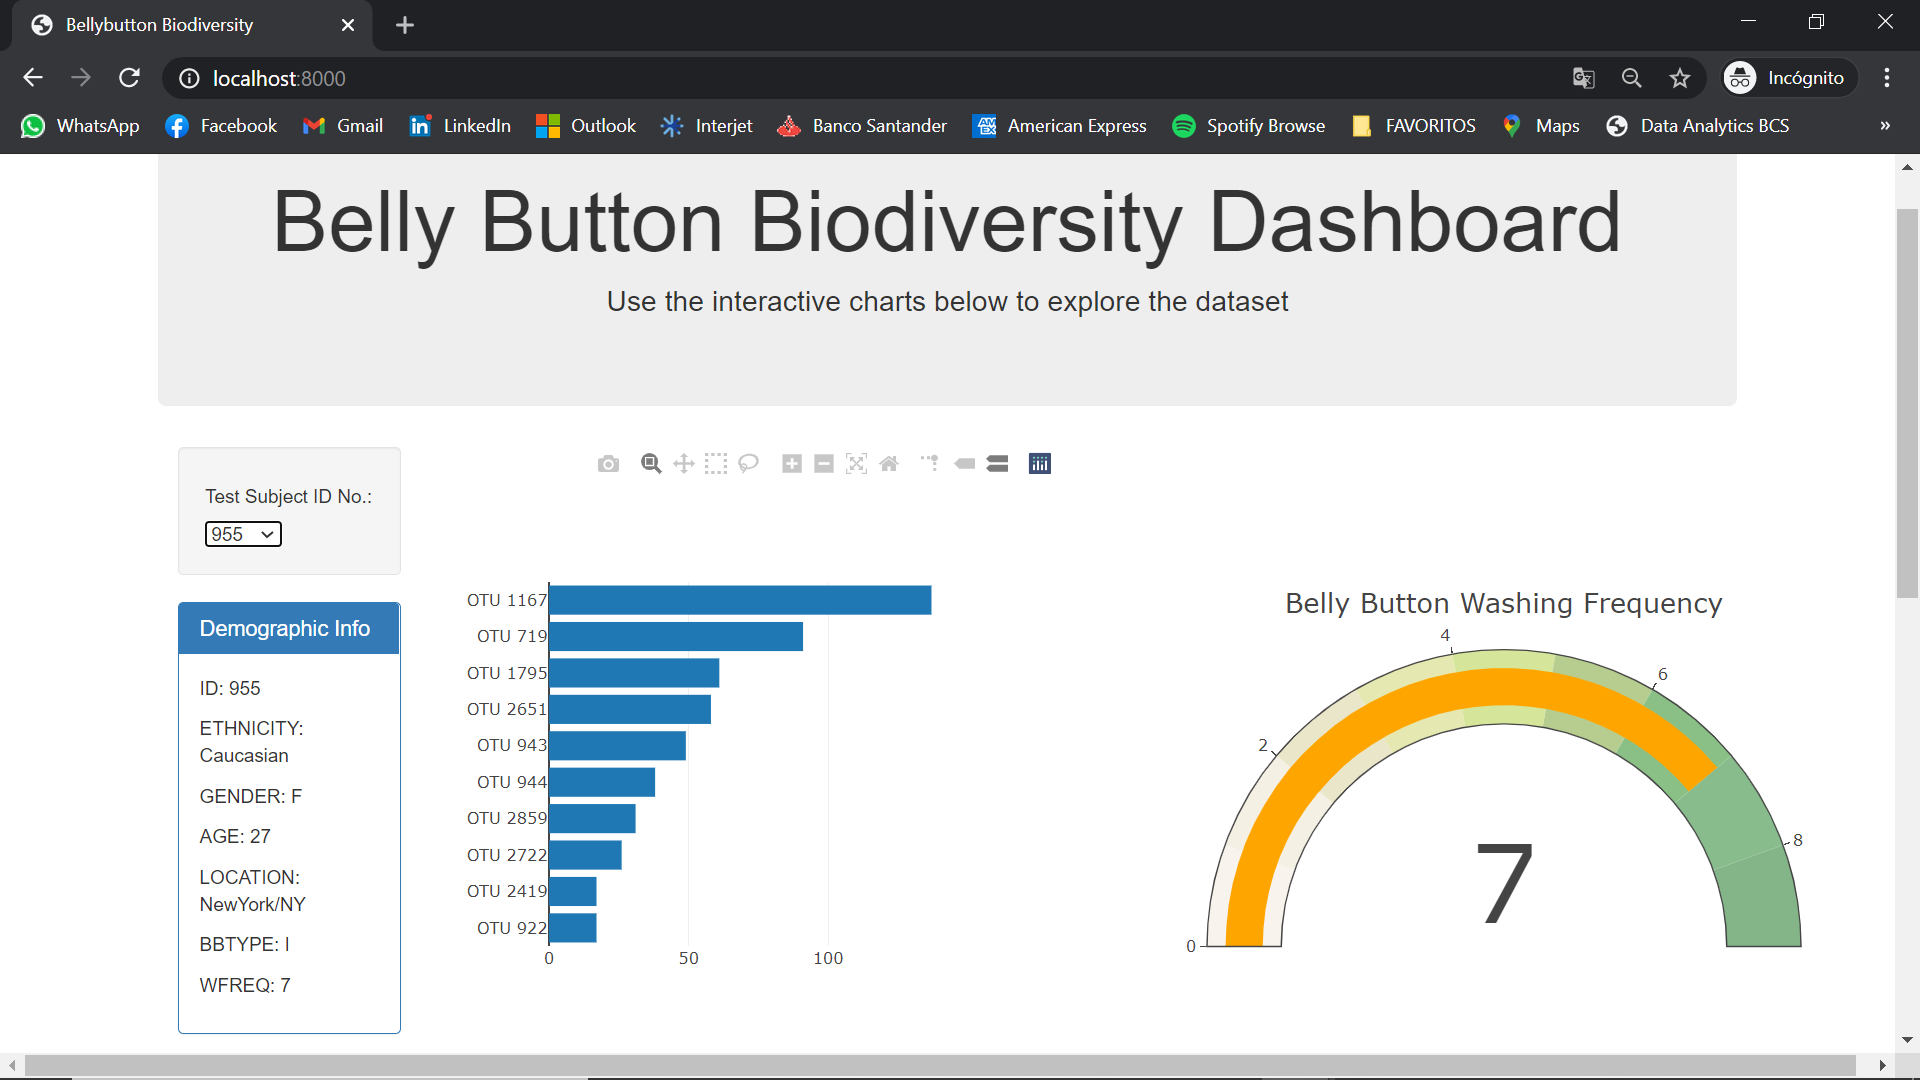 Bellybutton Biodiversity
localhost:8000
Incógnito
WhatsApp Facebook Gmail LinkedIn Outlook Interjet Banco Santander American Express Spotify Browse FAVORITOS Maps Data Analytics BCS »
Belly Button Biodiversity Dashboard
Use the interactive charts below to explore the dataset
Test Subject ID No.:
955
Demographic Info
ID: 955
ETHNICITY:
Caucasian
GENDER: F
AGE: 27
LOCATION:
NewYork/NY
BBTYPE: I
WFREQ: 7
OTU 1167
OTU 719
OTU 1795
OTU 2651
OTU 943
OTU 944
OTU 2859
OTU 2722
OTU 2419
OTU 922
0 50 100
Belly Button Washing Frequency
0
2
4
6
8
7